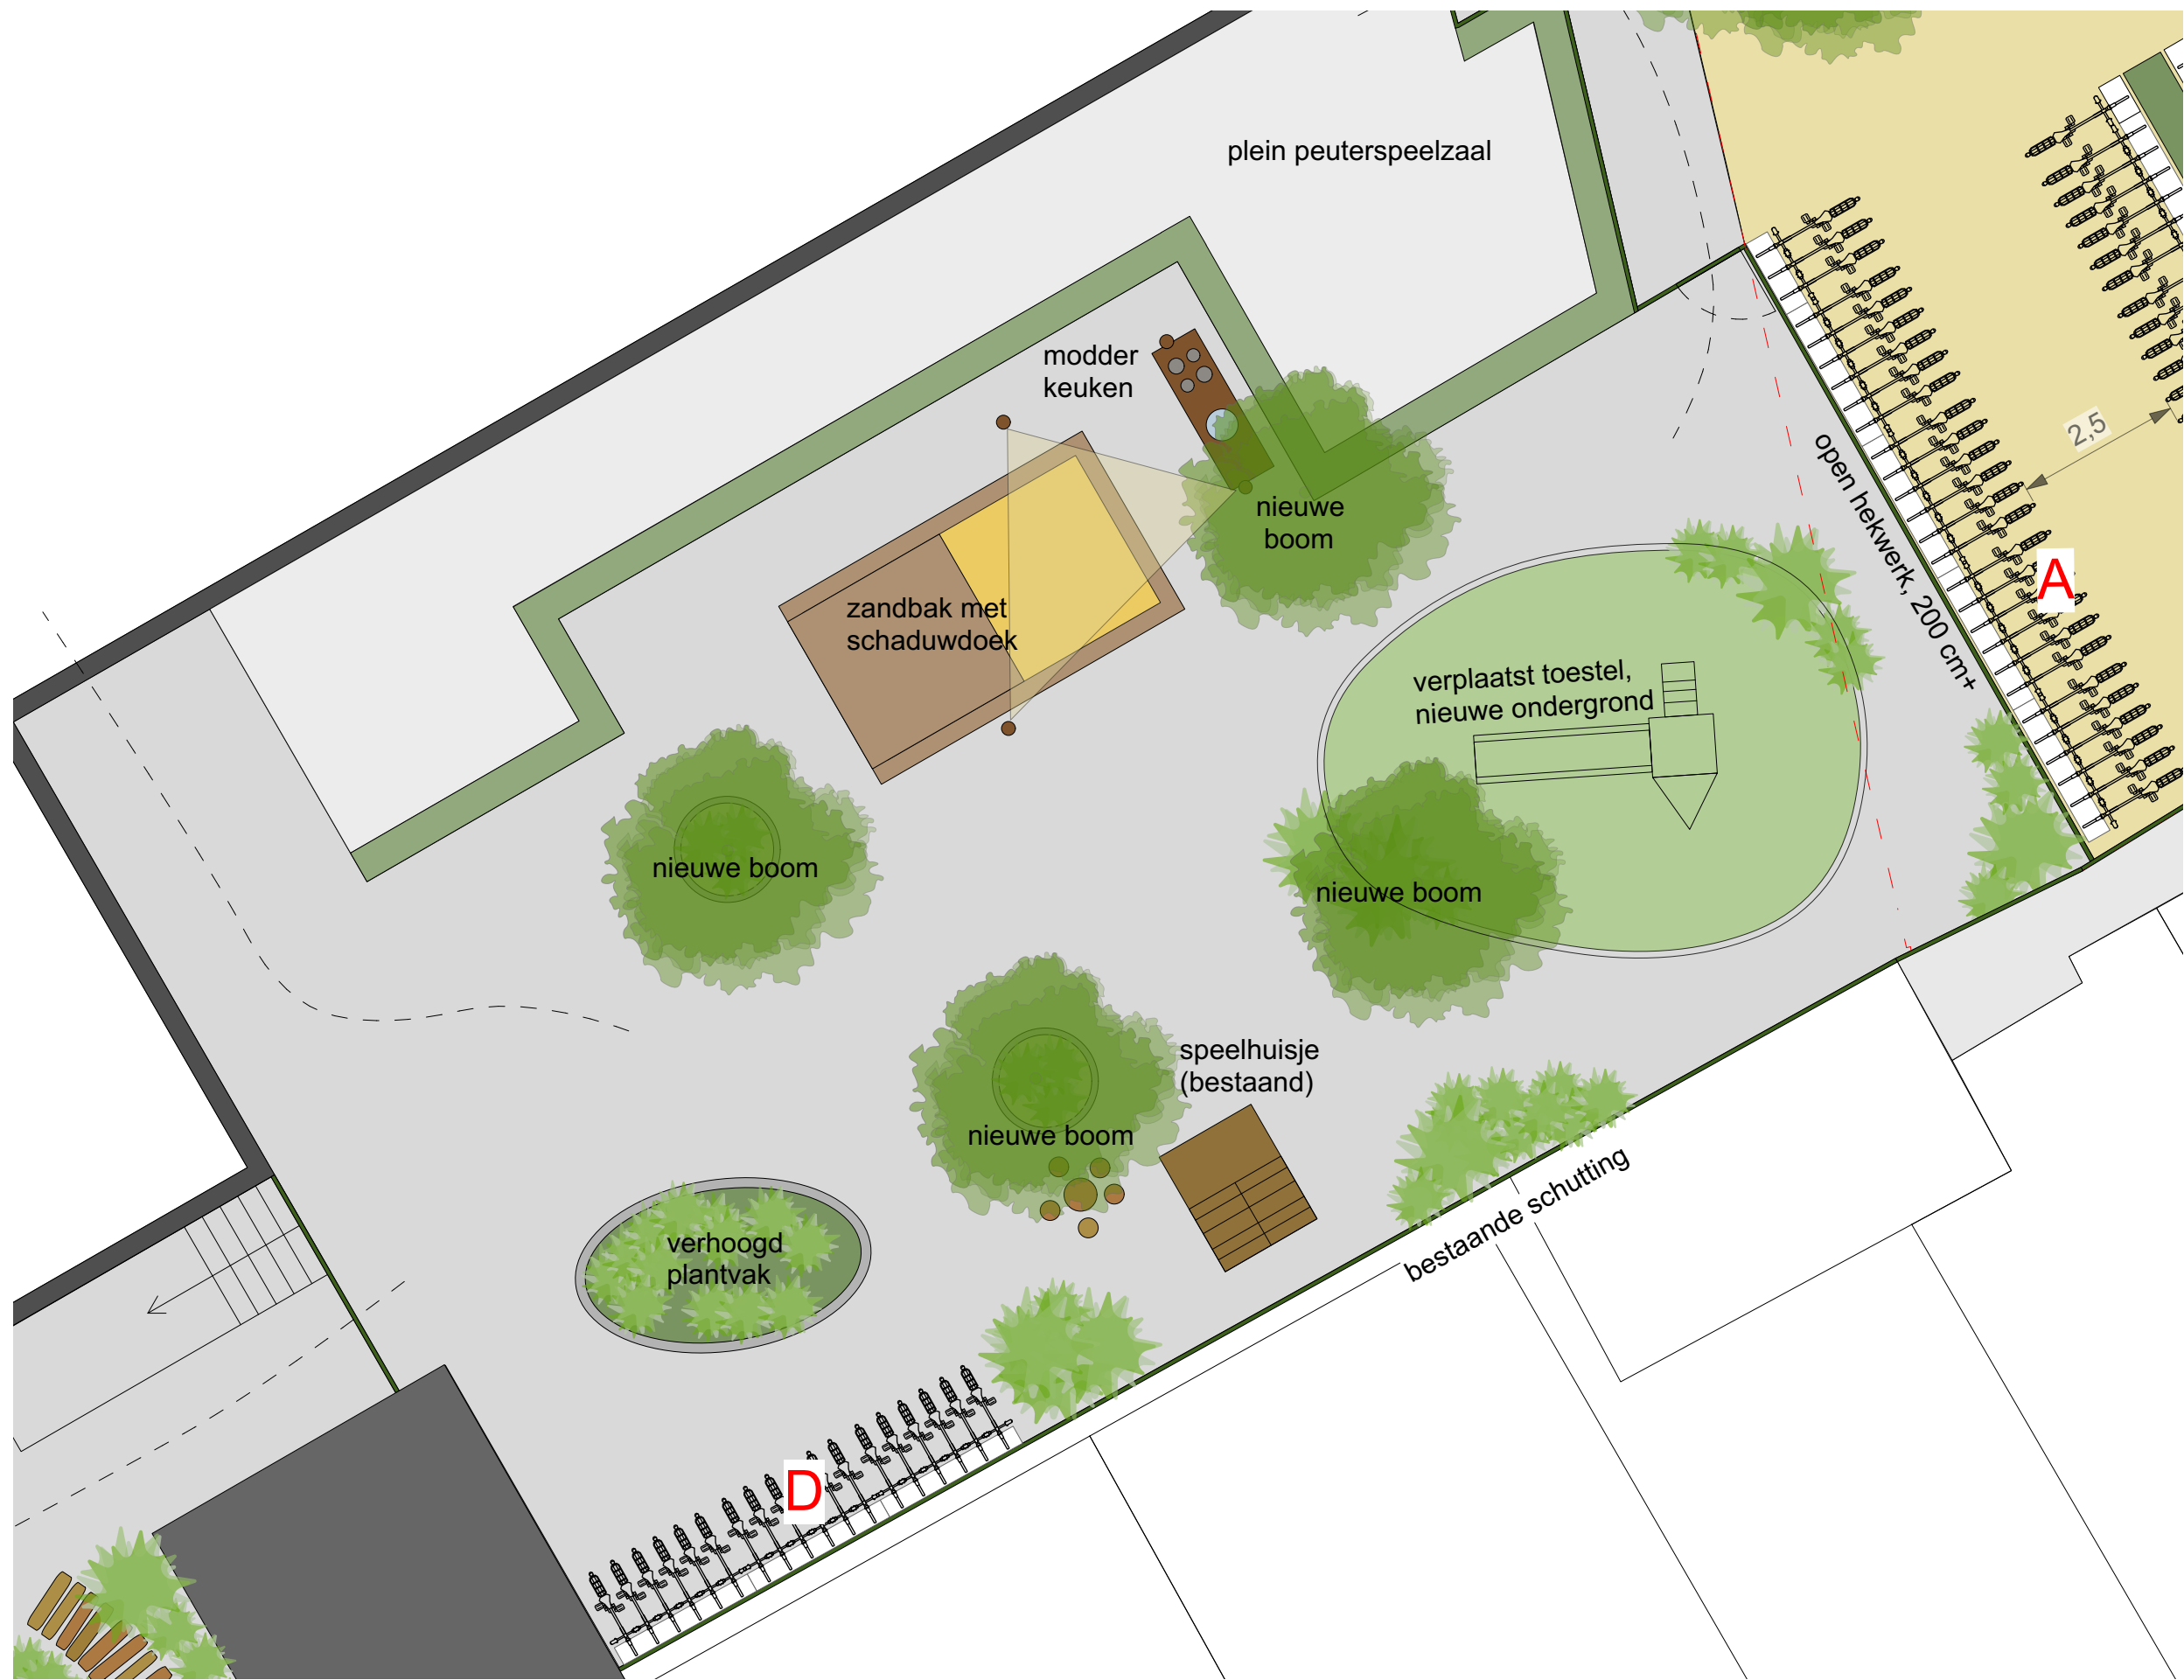 plein peuterspeelzaal
modder
keuken
2,5
open hekwerk, 200 cm+
nieuwe
boom
A
zandbak met
schaduwdoek
verplaatst toestel,
nieuwe ondergrond
nieuwe boom
nieuwe boom
speelhuisje
(bestaand)
nieuwe boom
bestaande schutting
verhoogd
plantvak
D